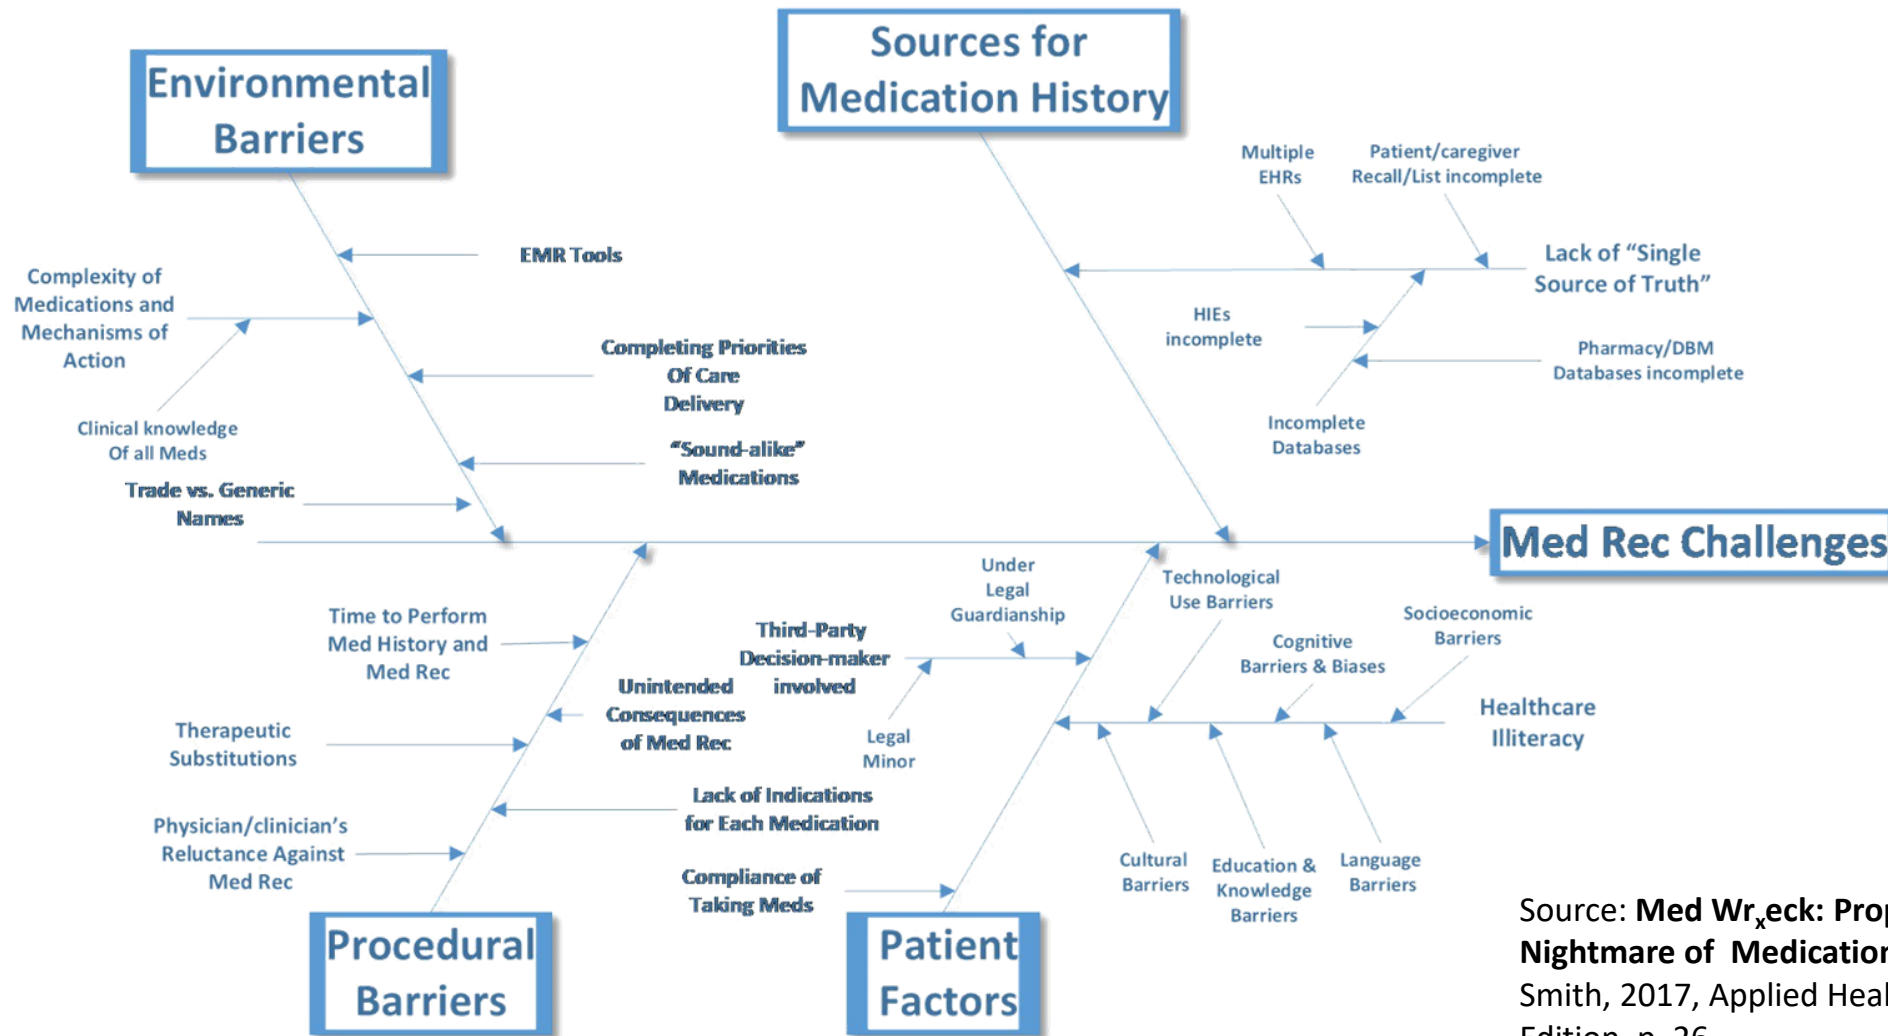 Environmental
Barriers
Sources for
Medication History
Multiple
EHRs
Patient/caregiver
Recall/List incomplete
EMR Tools
Lack of “Single
Source of Truth”
Complexity of
Medications and
Mechanisms of
Action
HIEs
incomplete
Completing Priorities
Of Care
Delivery
Pharmacy/DBM
Databases incomplete
Clinical knowledge
Of all Meds
“Sound-alike”
Medications
Incomplete
Databases
Trade vs. Generic
Names
Med Rec Challenges
Time to Perform
Med History and
Med Rec
Third-Party
Decision-maker
involved
Under
Legal
Guardianship
Technological
Use Barriers
Cognitive
Barriers & Biases
Socioeconomic
Barriers
Unintended
Consequences
of Med Rec
Therapeutic
Substitutions
Legal
Minor
Healthcare
Illiteracy
Lack of Indications
for Each Medication
Physician/clinician’s
Reluctance Against
Med Rec
Compliance of
Taking Meds
Cultural
Barriers
Education &
Knowledge
Barriers
Language
Barriers
Procedural
Barriers
Patient
Factors
Source: Med Wrxeck: Prop
Nightmare of Medication
Smith, 2017, Applied Heal
Edition, p. 26